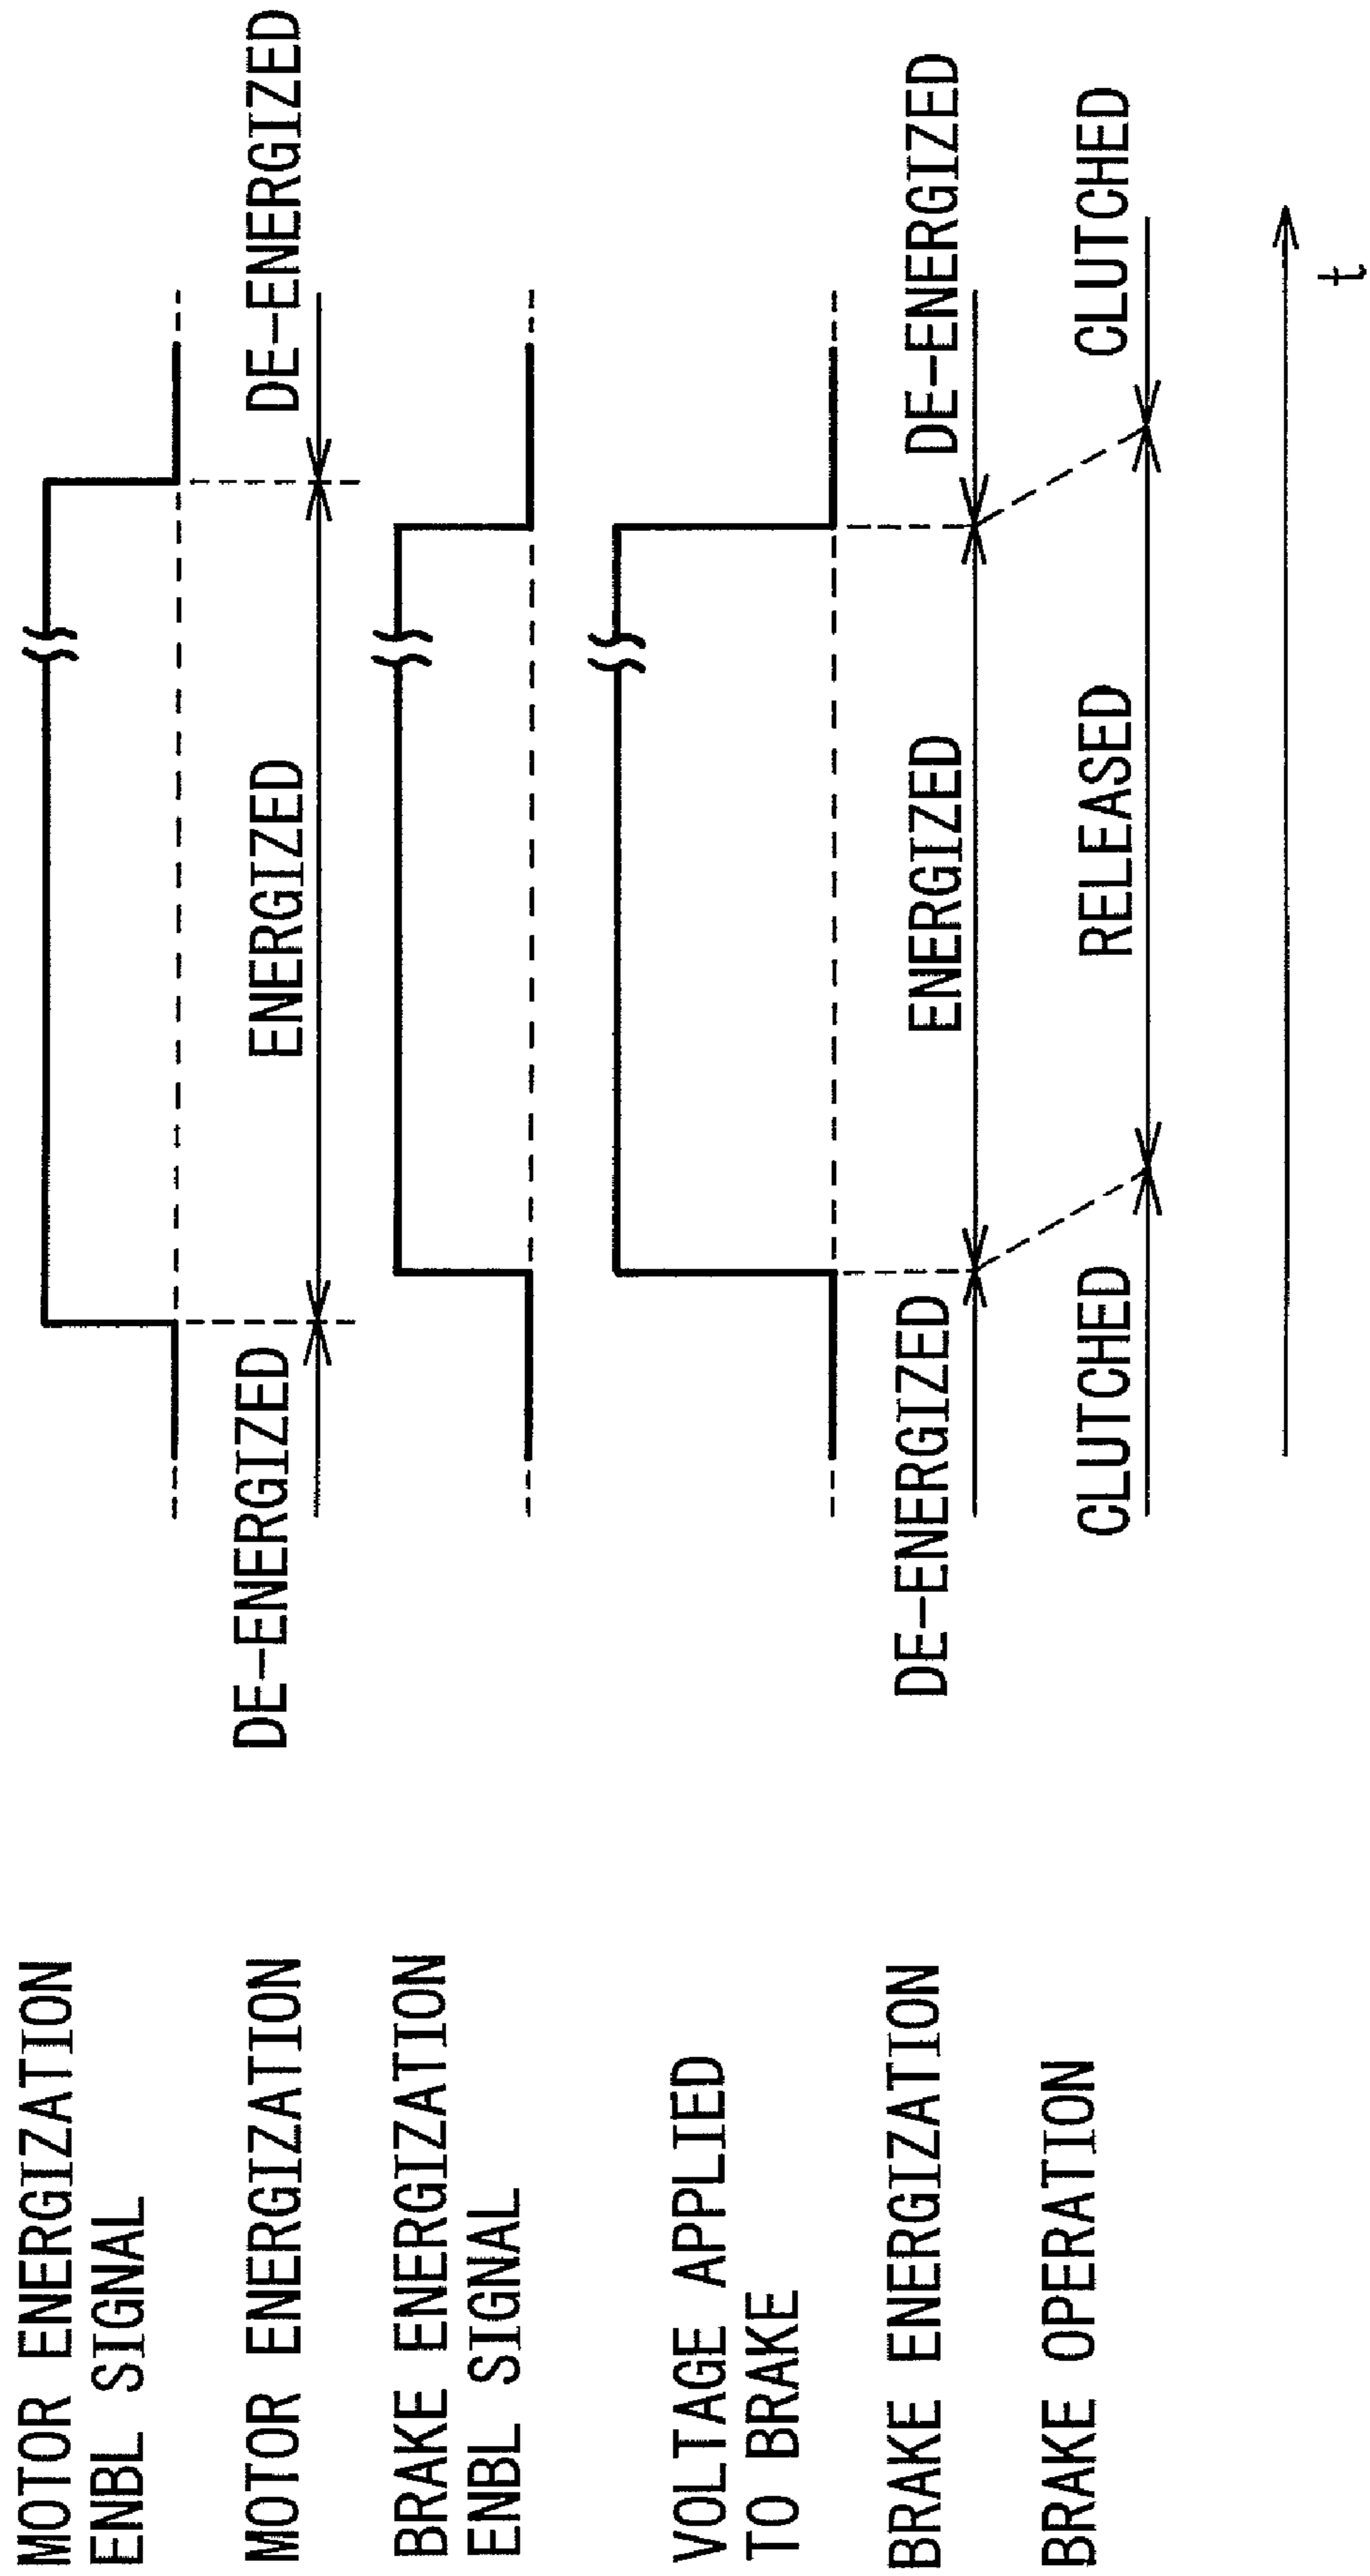 MOTOR ENERGIZATION
ENBL SIGNAL
MOTOR ENERGIZATION
DE-ENERGIZED
ENERGIZED
DE-ENERGIZED
BRAKE ENERGIZATION
ENBL SIGNAL
VOLTAGE APPLIED
TO BRAKE
BRAKE ENERGIZATION
DE-ENERGIZED
ENERGIZED
DE-ENERGIZED
BRAKE OPERATION
CLUTCHED
RELEASED
CLUTCHED
t